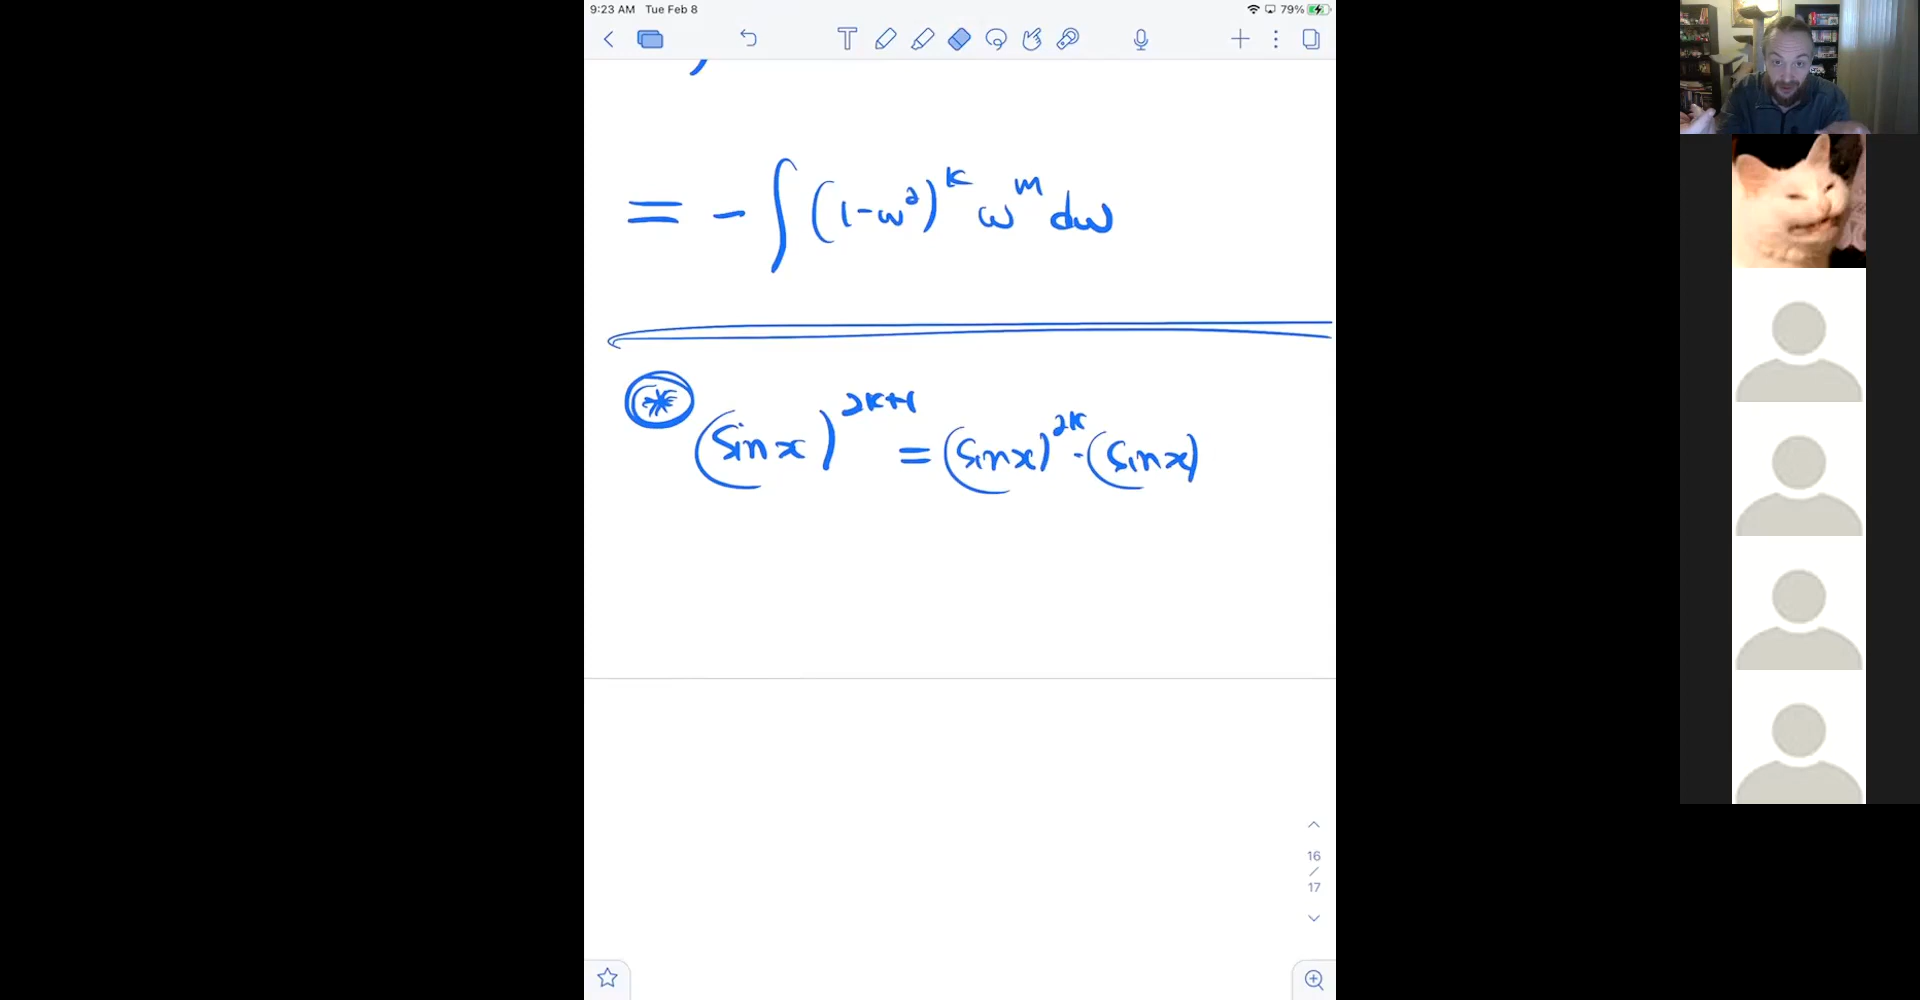 9:23 AM Tue Feb 8 79%
T
= - ∫ (1-w²)^k w^m dw
(sin x)^{2k+1} = (sin x)^{2k} · (sin x)
16
/
17